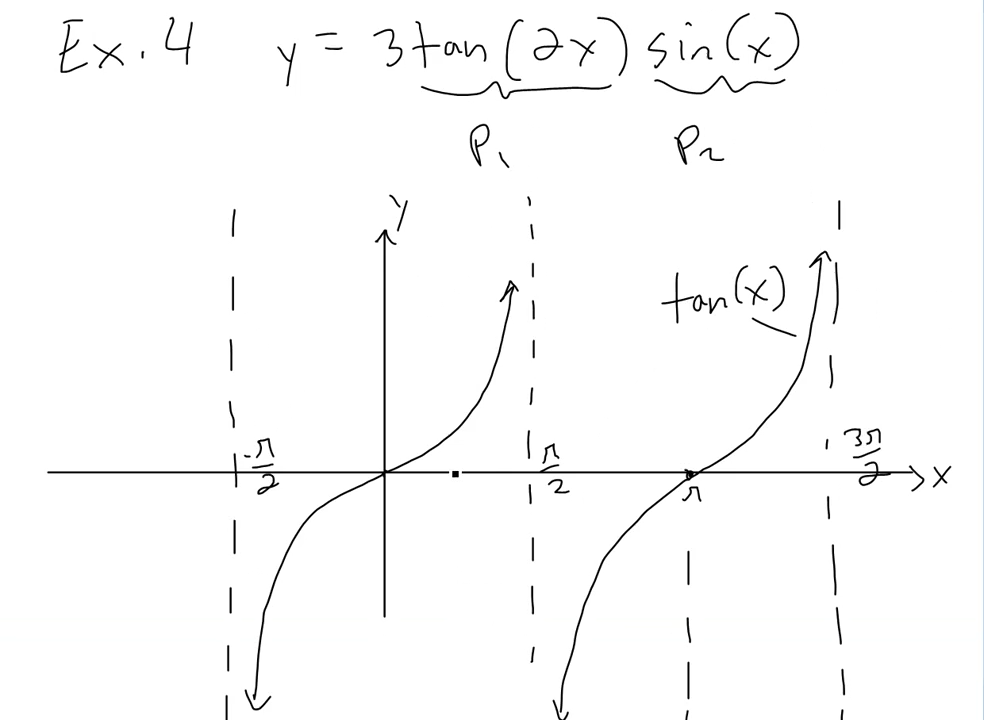 Ex. 4 y = 3tan(2x) sin(x)
P₁ P₂
y
tan(x)
-π/2 π/2 π 3π/2 x